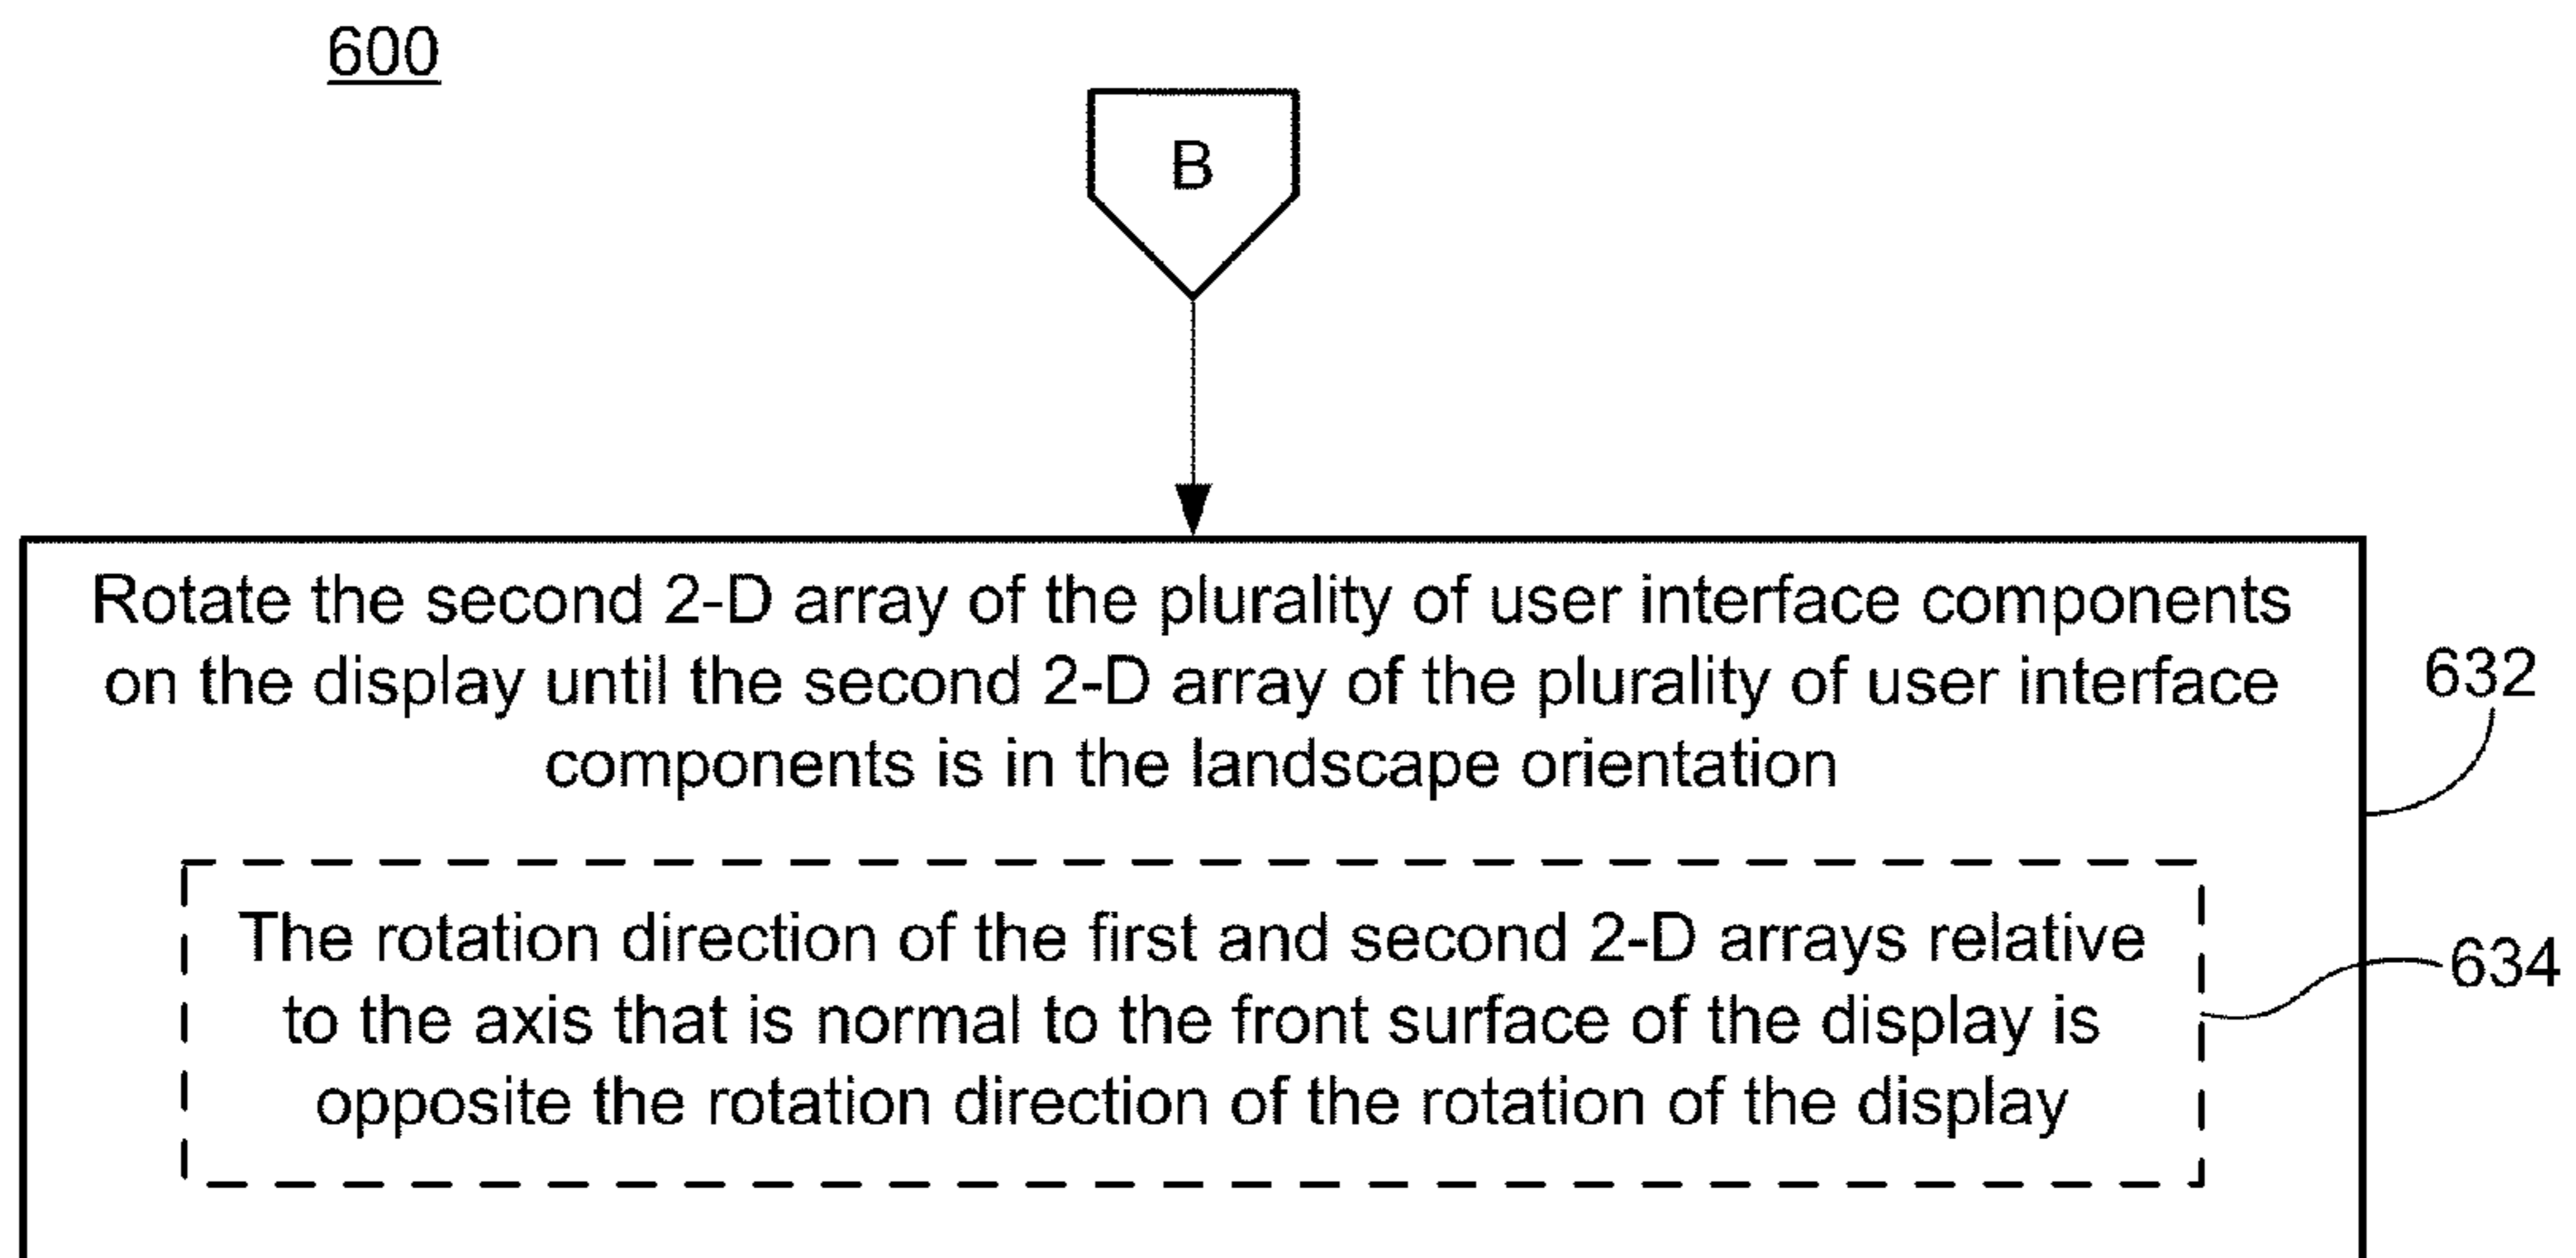 600
B
Rotate the second 2-D array of the plurality of user interface components
on the display until the second 2-D array of the plurality of user interface
components is in the landscape orientation
632
The rotation direction of the first and second 2-D arrays relative
to the axis that is normal to the front surface of the display is
opposite the rotation direction of the rotation of the display
634